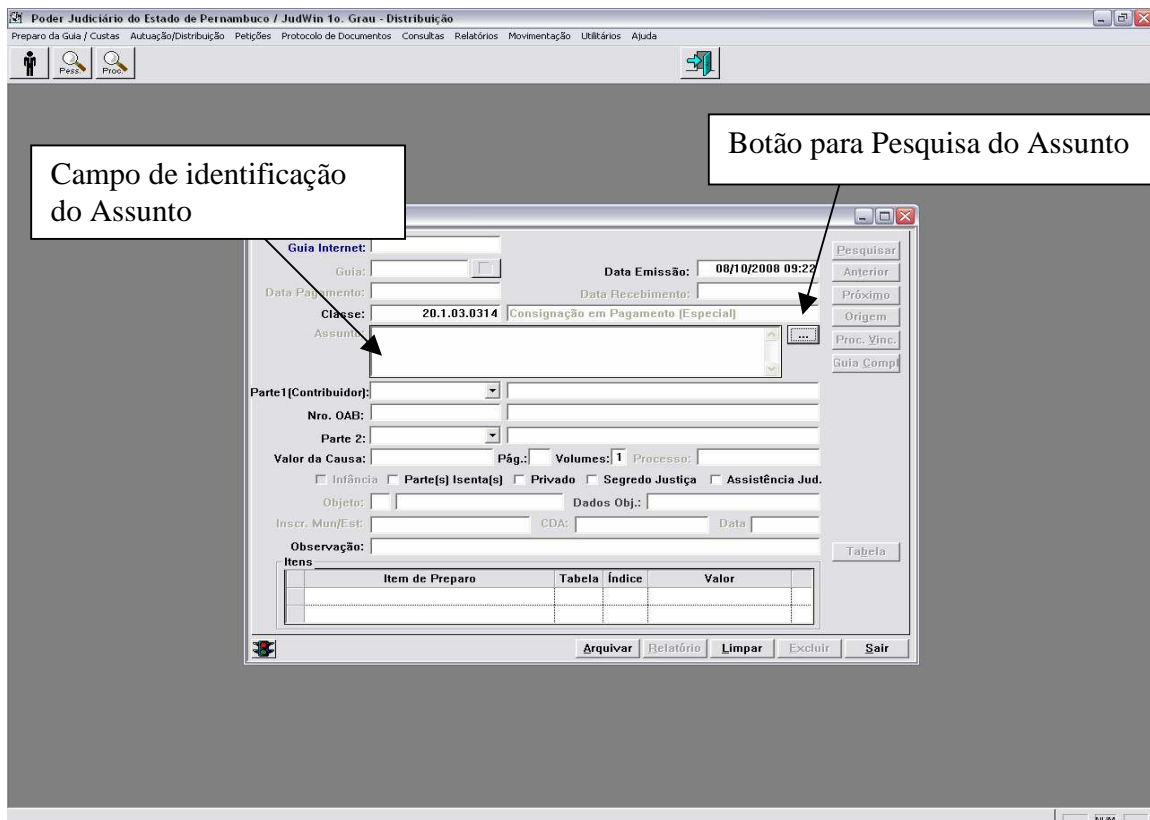 Poder Judiciário do Estado de Pernambuco / JudWin 1o. Grau - Distribuição
Preparo da Guia / Custas Autuação/Distribuição Petições Protocolo de Documentos Consultas Relatórios Movimentação Utilitários Ajuda
Pess. Proc.
Botão para Pesquisa do Assunto
Campo de identificação
do Assunto
Guia Internet: Pesquisar
Guia: Data Emissão: 08/10/2008 09:22 Anterior
Data Pagamento: Data Recebimento: Próximo
Classe: 20.1.03.0314 Consignação em Pagamento (Especial) Origem
Assunto: ... Proc. Vinc.
Guia Compl
Parte1(Contribuidor):
Nro. OAB:
Parte 2:
Valor da Causa: Pág.: Volumes: 1 Processo:
Infância Parte(s) Isenta(s) Privado Segredo Justiça Assistência Jud.
Objeto: Dados Obj.:
Inscr. Mun/Est: CDA: Data
Observação: Tabela
Itens
Item de Preparo Tabela Índice Valor
Arquivar Relatório Limpar Excluir Sair
NUM